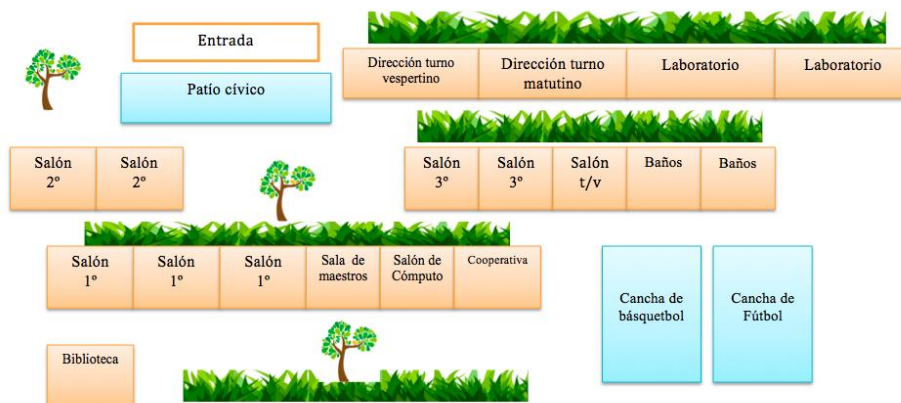 Entrada
Patío cívico
Dirección turno
vespertino
Dirección turno
matutino
Laboratorio
Laboratorio
Salón
2º
Salón
2º
Salón
3º
Salón
3º
Salón
t/v
Baños
Baños
Salón
1º
Salón
1º
Salón
1º
Sala de
maestros
Salón de
Cómputo
Cooperativa
Cancha de
básquetbol
Cancha de
Fútbol
Biblioteca